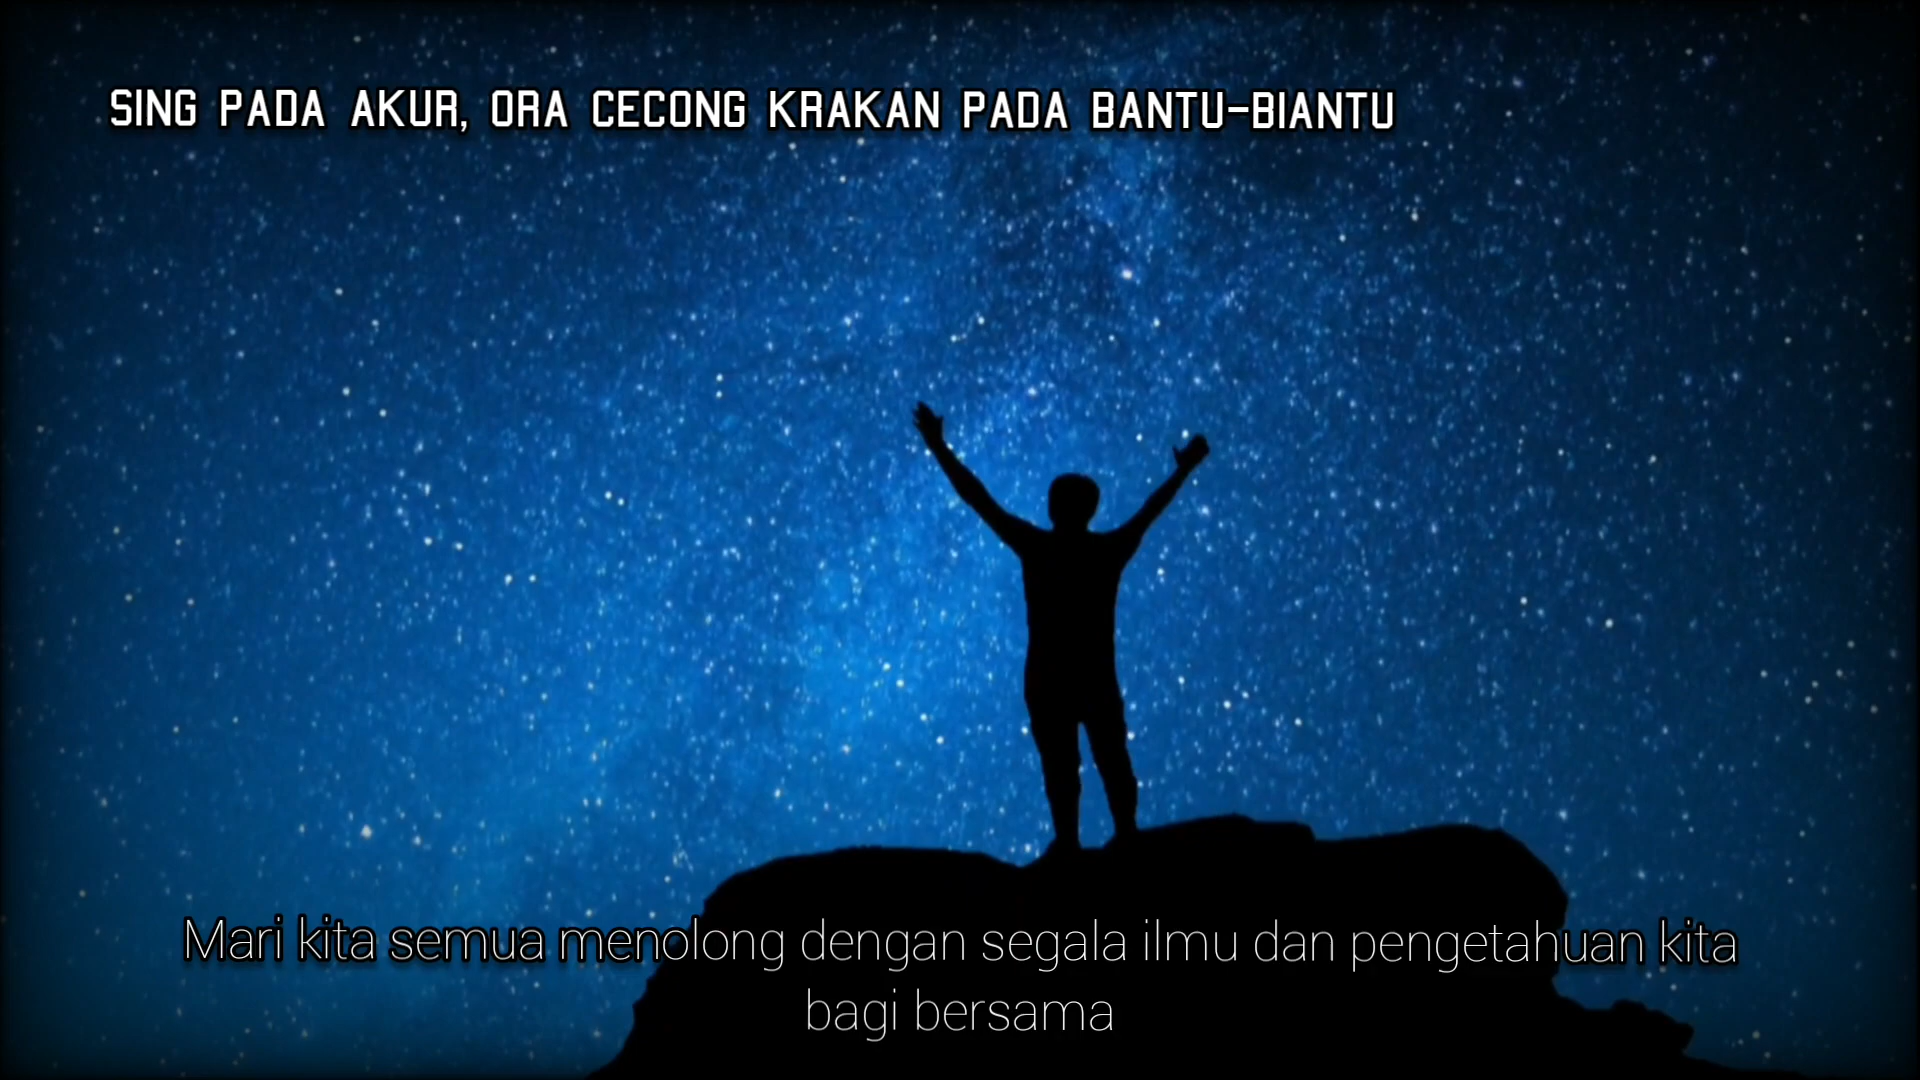 SING PADA AKUR, ORA CECONG KRAKAN PADA BANTU-BIANTU
Mari kita semua menolong dengan segala ilmu dan pengetahuan kita
bagi bersama